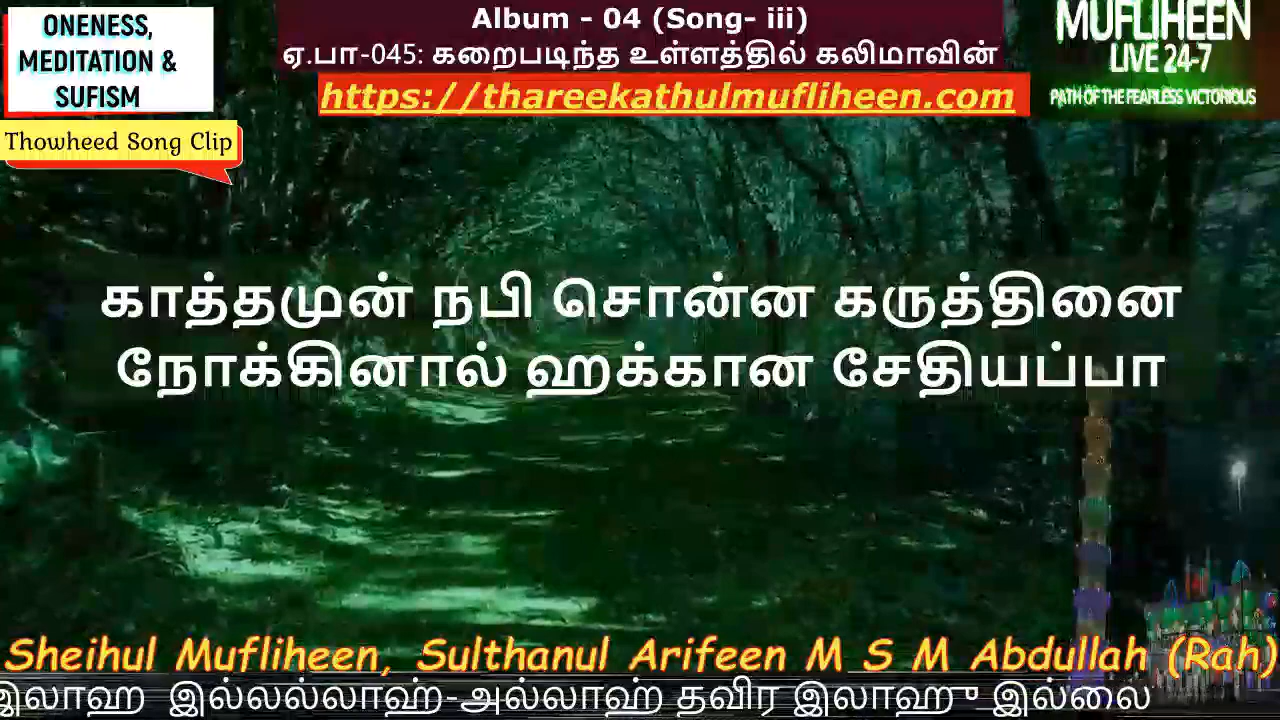 ONENESS,
MEDITATION &
SUFISM
Thowheed Song Clip
Album - 04 (Song- iii)
ஏ.பா-045: கறைபடிந்த உள்ளத்தில் கலிமாவின்
https://thareekathulmufliheen.com
MUFLIHEEN
LIVE 24-7
PATH OF THE FEARLESS VICTORIOUS
காத்தமுன் நபி சொன்ன கருத்தினை
நோக்கினால் ஹக்கான சேதியப்பா
Sheihul Mufliheen, Sulthanul Arifeen M S M Abdullah (Rah)
இலாஹ இல்லல்லாஹ்-அல்லாஹ் தவிர இலாஹு இல்லை